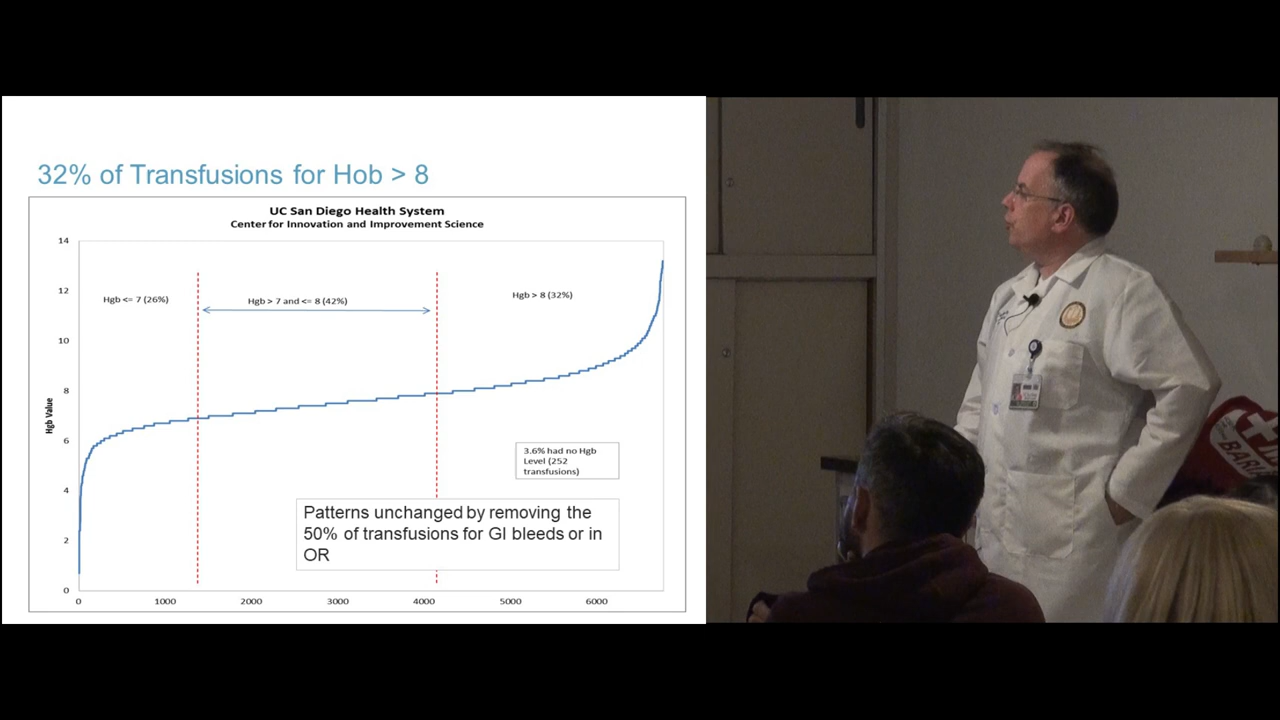 32% of Transfusions for Hob > 8
UC San Diego Health System
Center for Innovation and Improvement Science
14
12
10
8
6
4
2
0
Hgb Value
Hgb <= 7 (26%)
Hgb > 7 and <= 8 (42%)
Hgb > 8 (32%)
3.6% had no Hgb
Level (252
transfusions)
Patterns unchanged by removing the
50% of transfusions for GI bleeds or in
OR
0
1000
2000
3000
4000
5000
6000
BARIA